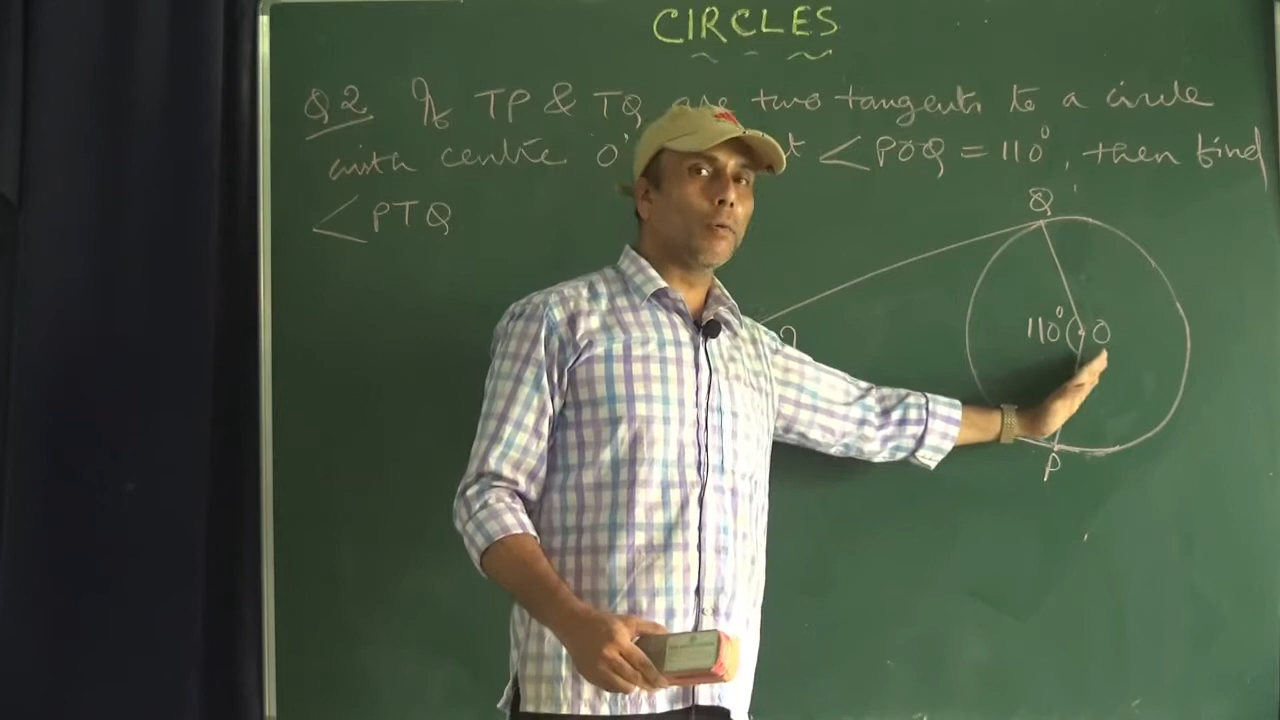 CIRCLES
Q2 If TP & TQ are two tangents to a circle
with centre O' t ∠POQ = 110°, then find
∠PTQ
Q
110° O
P